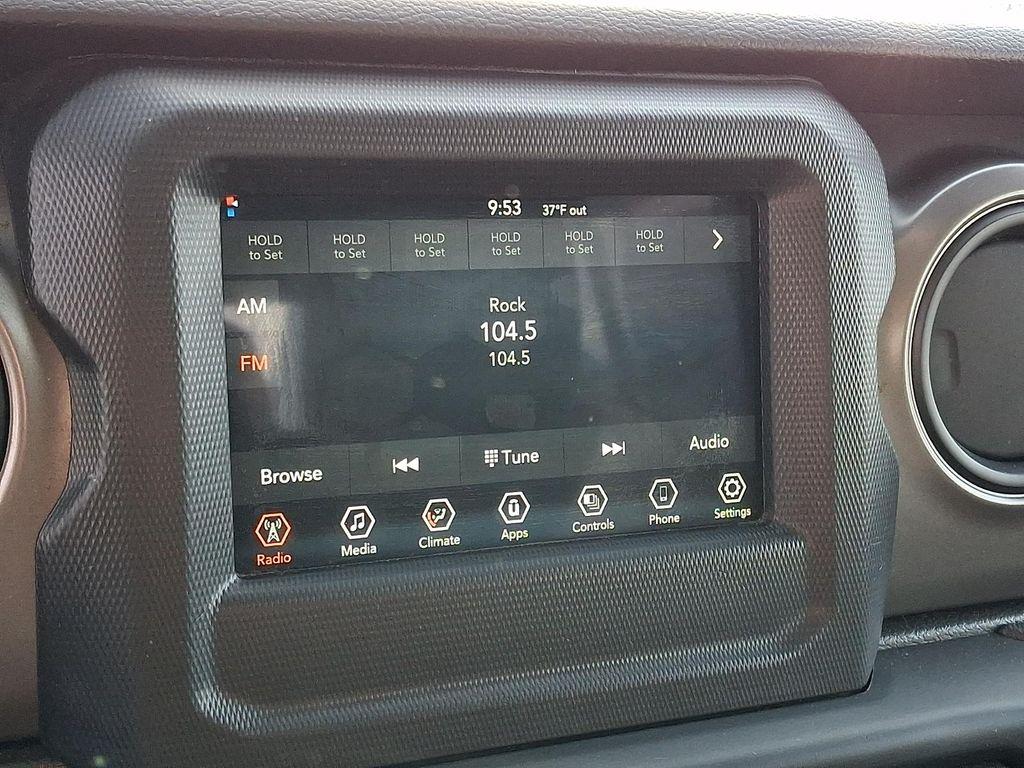 9:53 37°F out
HOLD HOLD HOLD HOLD HOLD HOLD
to Set to Set to Set to Set to Set to Set
AM
Rock
104.5
FM
104.5
Browse Tune Audio
Radio Media Climate Apps Controls Phone Settings